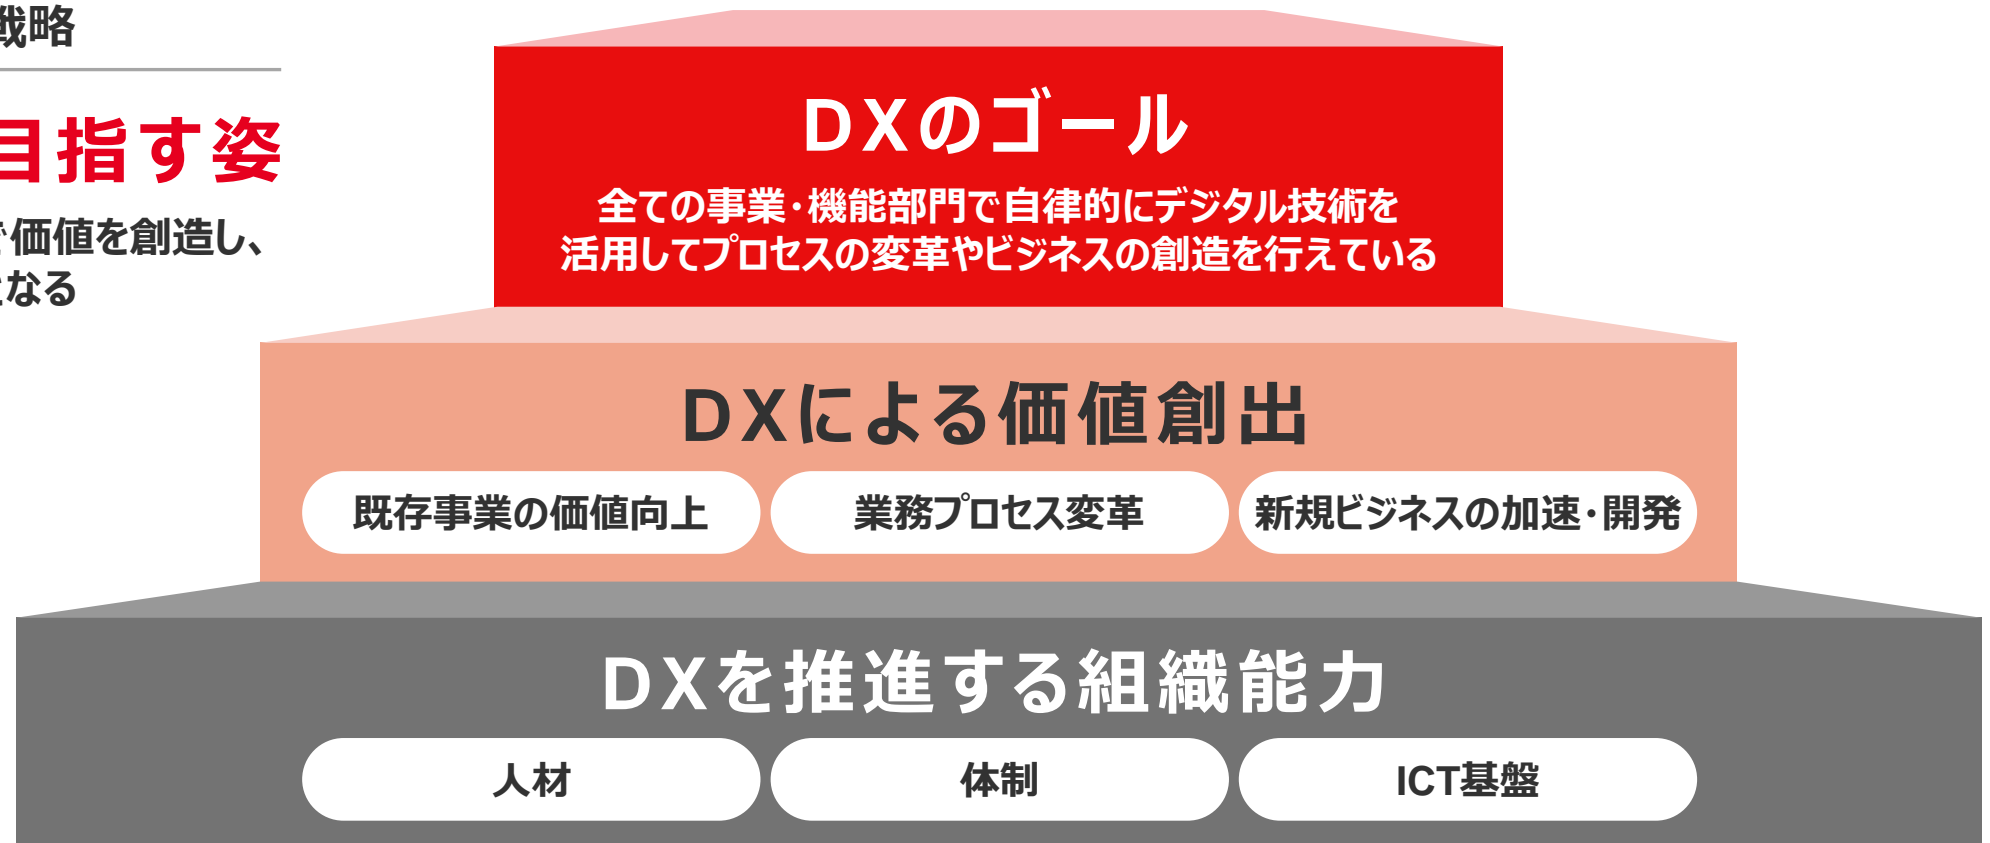 戦略
目指す姿
価値を創造し、
となる
DXのゴール
全ての事業・機能部門で自律的にデジタル技術を
活用してプロセスの変革やビジネスの創造を行えている
DXによる価値創出
既存事業の価値向上
業務プロセス変革
新規ビジネスの加速・開発
DXを推進する組織能力
人材
体制
ICT基盤